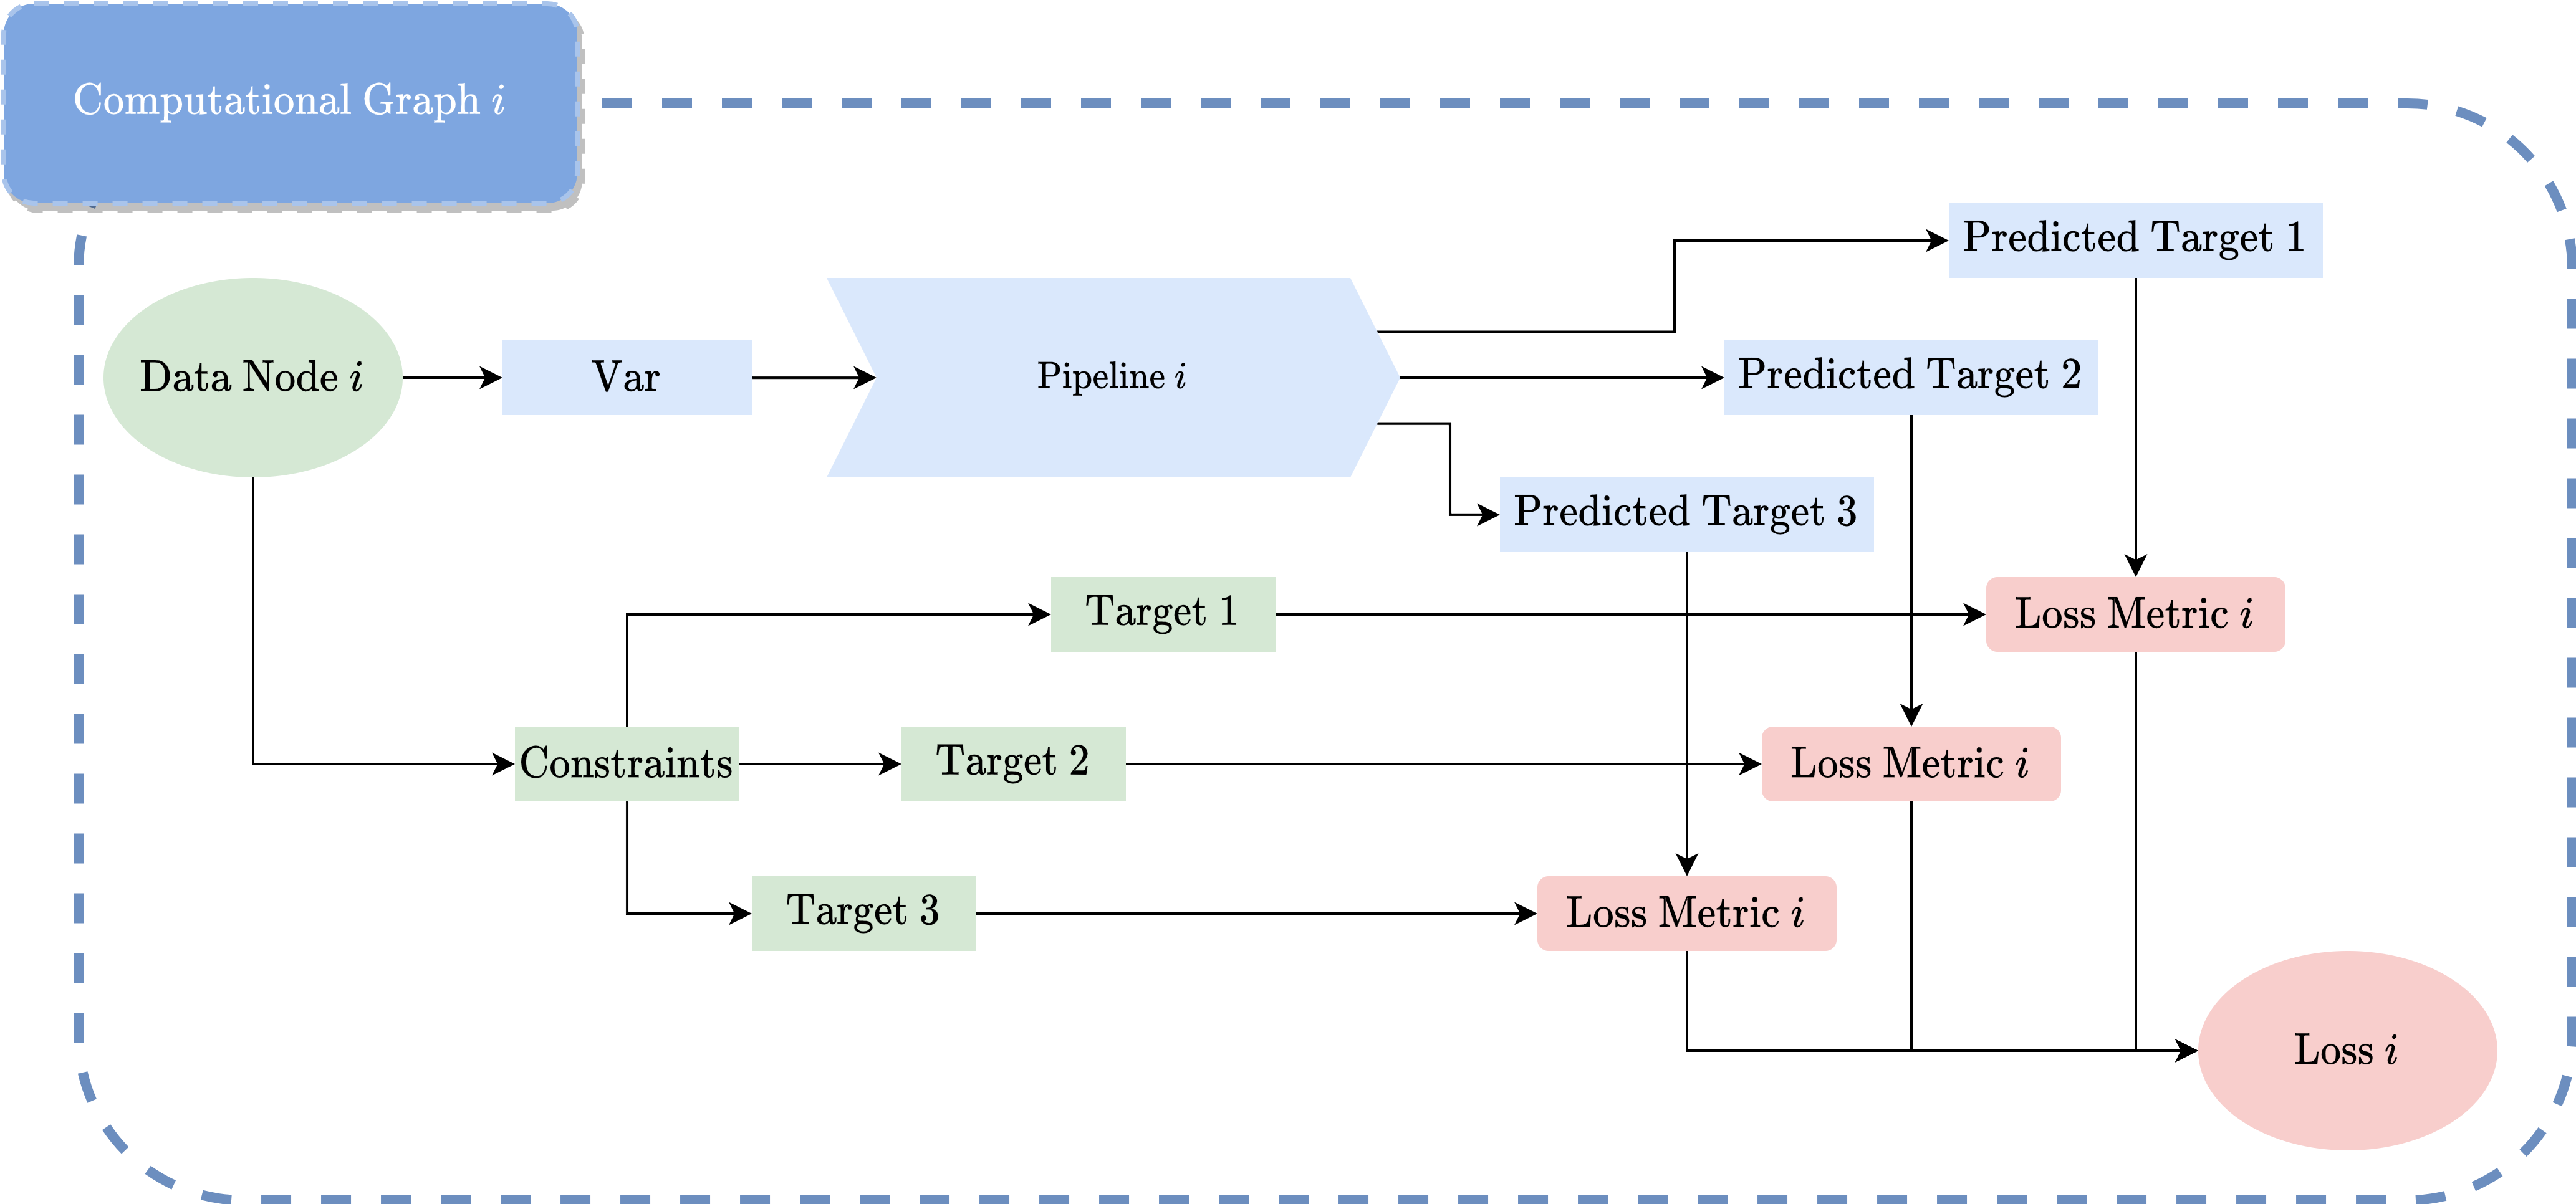 Computational Graph i
Predicted Target 1
Data Node i
Var
Pipeline i
Predicted Target 2
Predicted Target 3
Target 1
Loss Metric i
Constraints
Target 2
Loss Metric i
Target 3
Loss Metric i
Loss i